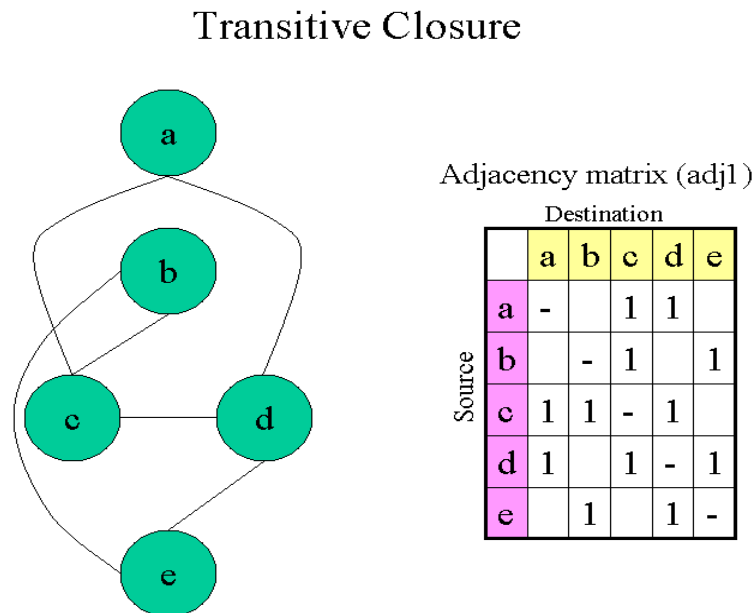 Transitive Closure
a
b
c
d
e
Adjacency matrix (adj1)
Destination
Source
a b c d e
a - 1 1
b - 1 1
c 1 1 - 1
d 1 1 - 1
e 1 1 -